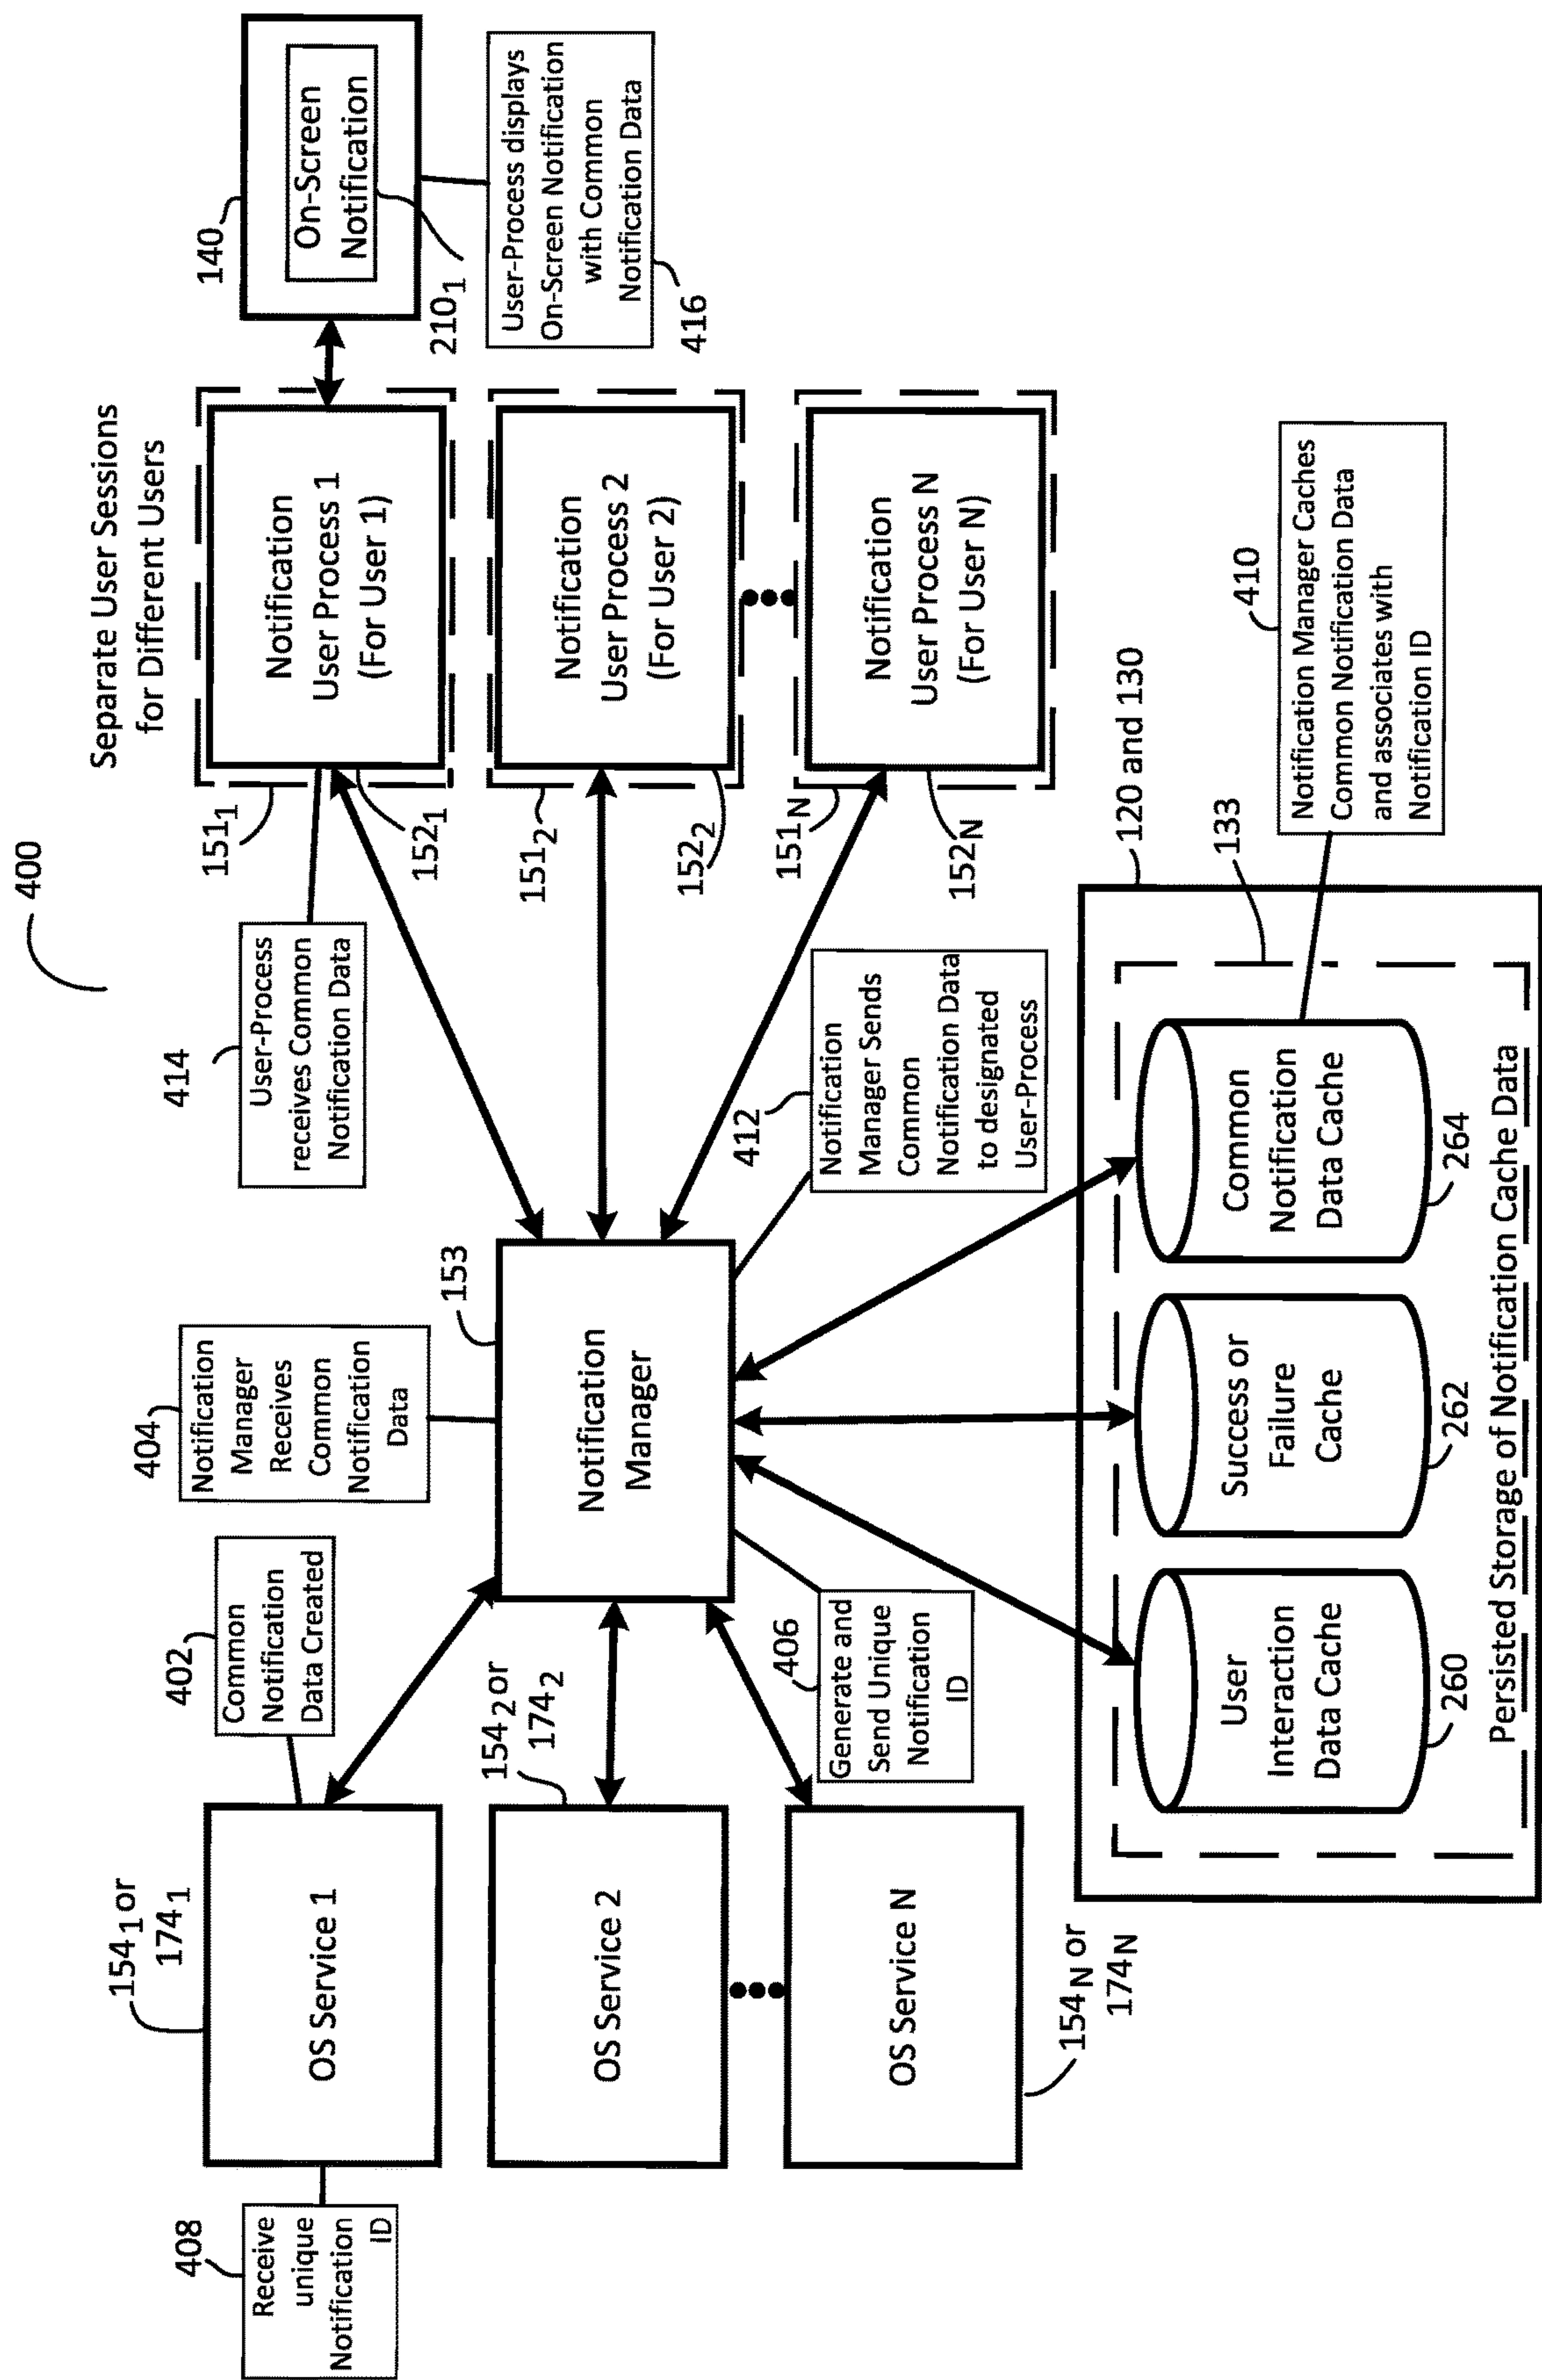 400
Separate User Sessions
for Different Users
408
Receive
unique
Notification
ID
154₁ or
174₁
OS Service 1
402
Common
Notification
Data Created
404
Notification
Manager
Receives
Common
Notification
Data
153
Notification
Manager
414
User-Process
receives Common
Notification Data
151₁
152₁
Notification
User Process 1
(For User 1)
140
On-Screen
Notification
210₁
User-Process displays
On-Screen Notification
with Common
Notification Data
416
154₂ or
174₂
OS Service 2
151₂
152₂
Notification
User Process 2
(For User 2)
OS Service N
154N or
174N
406
Generate and
Send Unique
Notification
ID
412
Notification
Manager Sends
Common
Notification Data
to designated
User-Process
151N
152N
Notification
User Process N
(For User N)
120 and 130
133
410
Notification Manager Caches
Common Notification Data
and associates with
Notification ID
User
Interaction
Data Cache
260
Success or
Failure
Cache
262
Common
Notification
Data Cache
264
Persisted Storage of Notification Cache Data